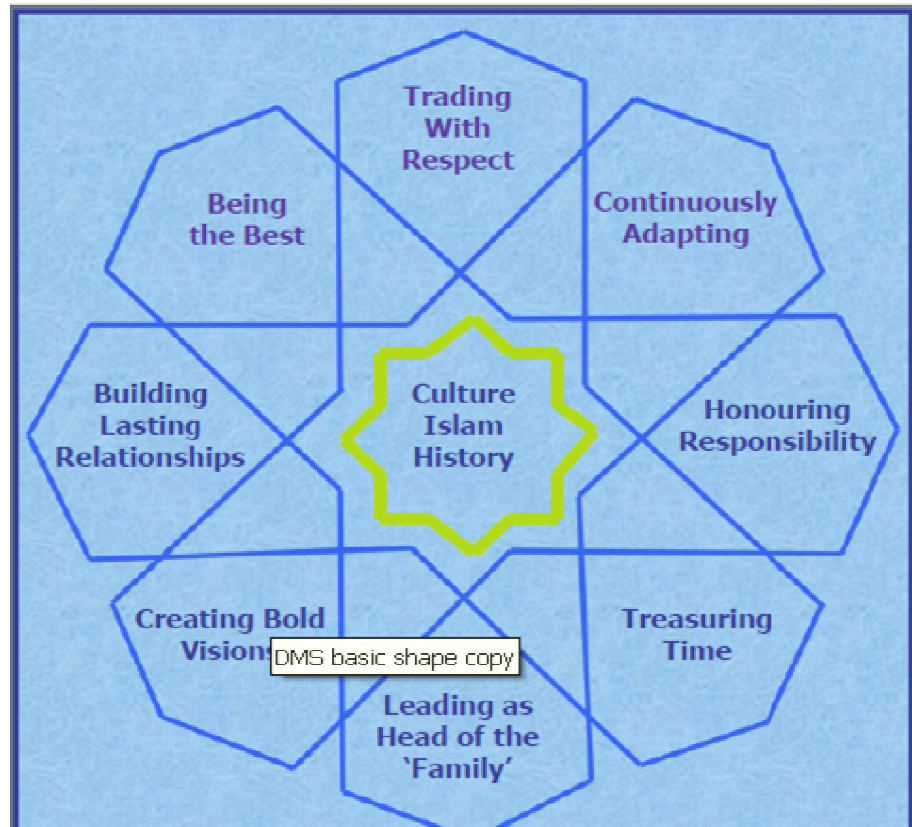 Trading
With
Respect
Being
the Best
Continuously
Adapting
Building
Lasting
Relationships
Culture
Islam
History
Honouring
Responsibility
Creating Bold
Visions
DMS basic shape copy
Treasuring
Time
Leading as
Head of the
‘Family’